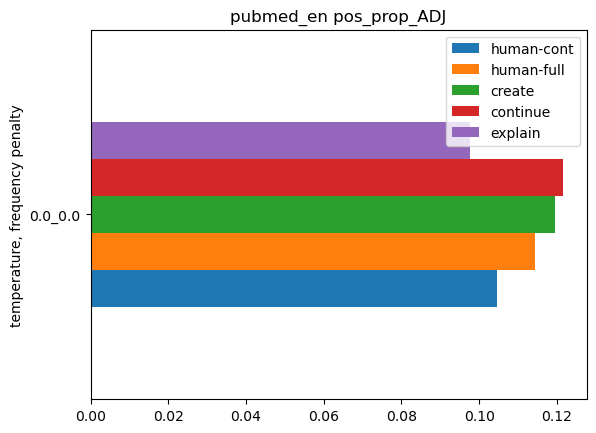 pubmed_en pos_prop_ADJ
human-cont
human-full
create
continue
explain
temperature, frequency penalty
0.0_0.0
0.00 0.02 0.04 0.06 0.08 0.10 0.12